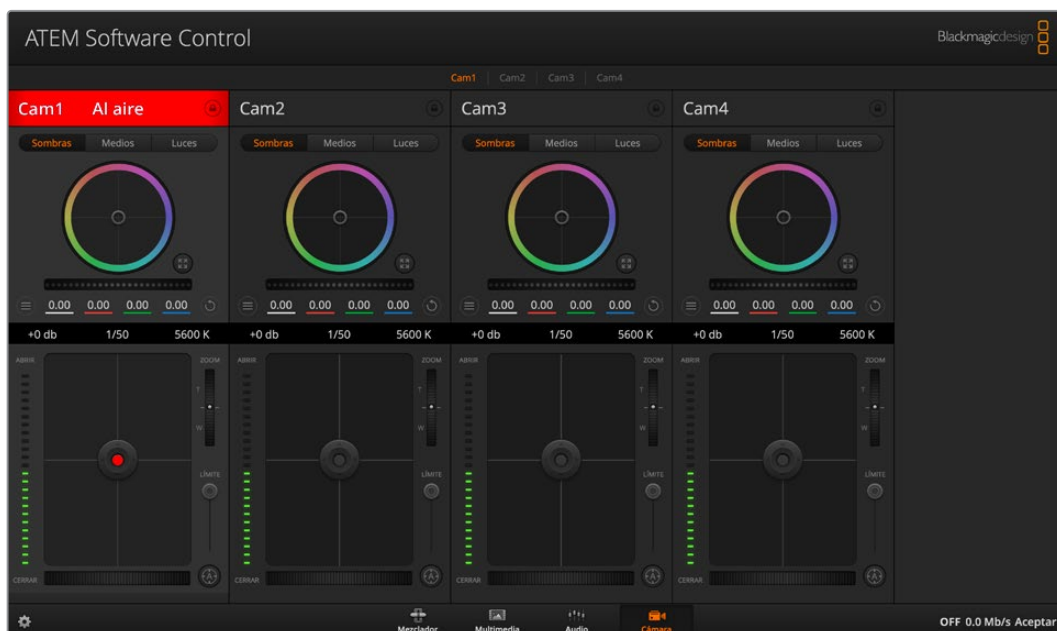 ATEM Software Control
Blackmagicdesign
Cam1 Cam2 Cam3 Cam4
Cam1 Al aire Cam2 Cam3 Cam4
Sombras Medios Luces Sombras Medios Luces Sombras Medios Luces Sombras Medios Luces
0.00 0.00 0.00 0.00 0.00 0.00 0.00 0.00 0.00 0.00 0.00 0.00 0.00 0.00 0.00 0.00
+0 db 1/50 5600 K +0 db 1/50 5600 K +0 db 1/50 5600 K +0 db 1/50 5600 K
ABRIR ZOOM ABRIR ZOOM ABRIR ZOOM ABRIR ZOOM
T T T T
W W W W
LÍMITE LÍMITE LÍMITE LÍMITE
CERRAR A CERRAR A CERRAR A CERRAR A
Mezclador Multimedia Audio Cámara OFF 0.0 Mb/s Aceptar